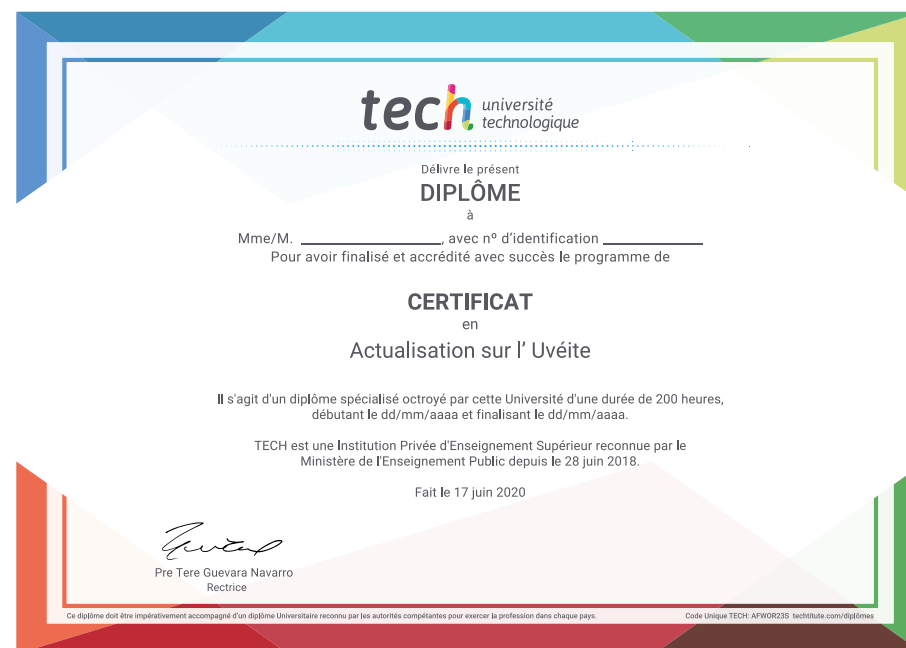 tech université
technologique
Délivre le présent
DIPLÔME
à
Mme/M. ____________________, avec nº d'identification ______________
Pour avoir finalisé et accrédité avec succès le programme de
CERTIFICAT
en
Actualisation sur l' Uvéite
Il s'agit d'un diplôme spécialisé octroyé par cette Université d'une durée de 200 heures,
débutant le dd/mm/aaaa et finalisant le dd/mm/aaaa.
TECH est une Institution Privée d'Enseignement Supérieur reconnue par le
Ministère de l'Enseignement Public depuis le 28 juin 2018.
Fait le 17 juin 2020
Pre Tere Guevara Navarro
Rectrice
Ce diplôme doit être impérativement accompagné d'un diplôme Universitaire reconnu par les autorités compétantes pour exercer la profession dans chaque pays. Code Unique TECH: AFWOR23S techtitute.com/diplômes